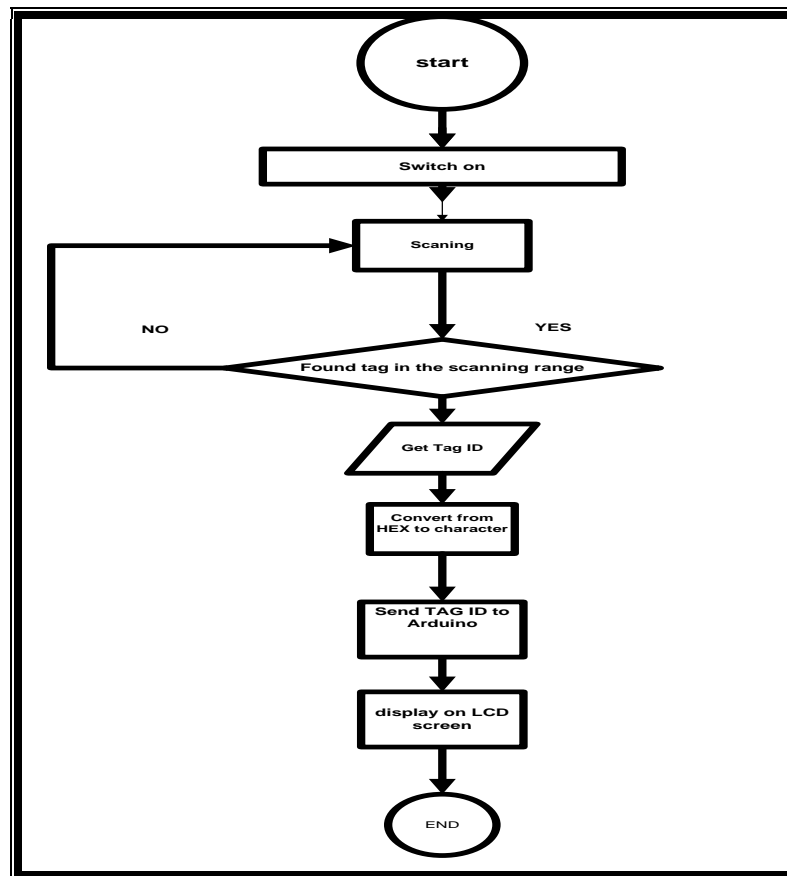 start
Switch on
Scaning
NO
YES
Found tag in the scanning range
Get Tag ID
Convert from
HEX to character
Send TAG ID to
Arduino
display on LCD
screen
END